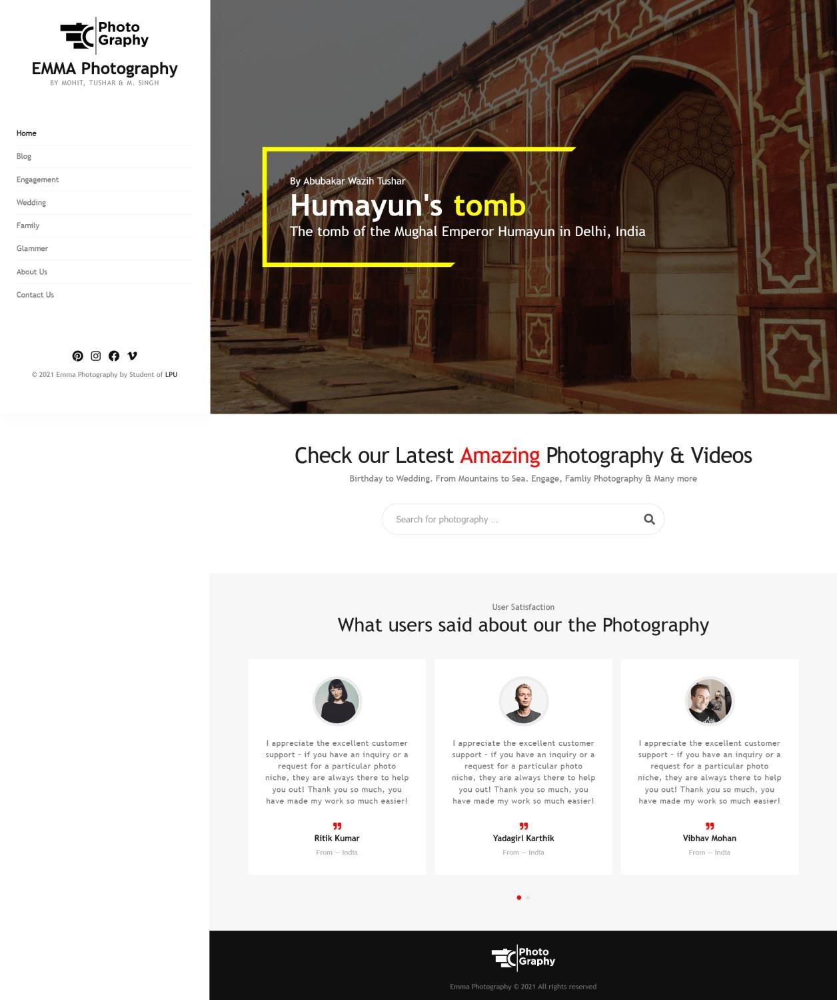 Photo
Graphy
EMMA Photography
BY MOHIT, TUSHAR & M. SINGH
Home
Blog
Engagement
Wedding
Family
Glammer
About Us
Contact Us
© 2021 Emma Photography by Student of LPU
By Abubakar Wazih Tushar
Humayun's tomb
The tomb of the Mughal Emperor Humayun in Delhi, India
Check our Latest Amazing Photography & Videos
Birthday to Wedding. From Mountains to Sea. Engage, Famliy Photography & Many more
Search for photography ...
User Satisfaction
What users said about our the Photography
I appreciate the excellent customer
support - if you have an inquiry or a
request for a particular photo
niche, they are always there to help
you out! Thank you so much, you
have made my work so much easier!
Ritik Kumar
From — India
I appreciate the excellent customer
support - if you have an inquiry or a
request for a particular photo
niche, they are always there to help
you out! Thank you so much, you
have made my work so much easier!
Yadagirl Karthik
From — India
I appreciate the excellent customer
support - if you have an inquiry or a
request for a particular photo
niche, they are always there to help
you out! Thank you so much, you
have made my work so much easier!
Vibhav Mohan
From — India
Photo
Graphy
Emma Photography © 2021 All rights reserved